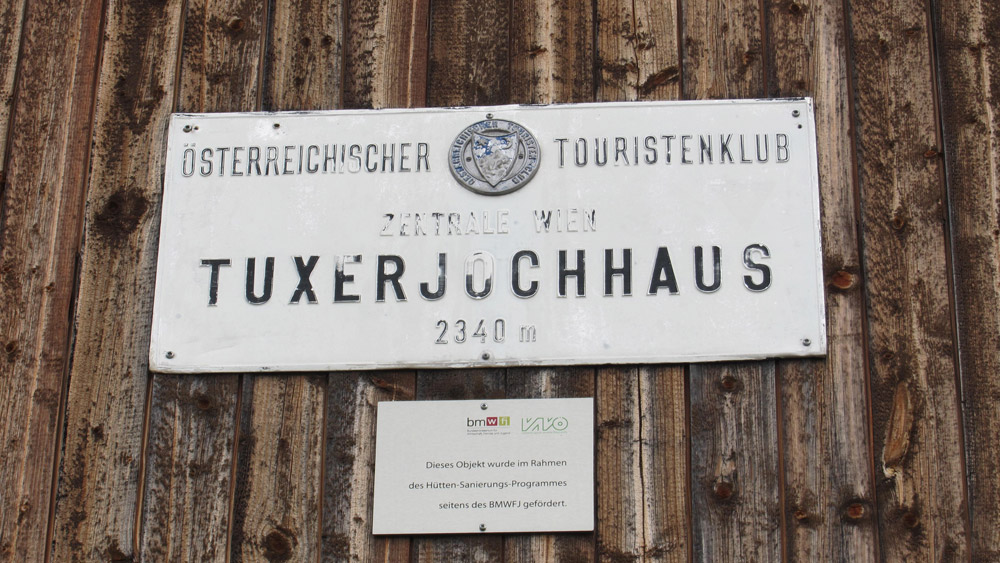 ÖSTERREICHISCHER TOURISTENKLUB
ZENTRALE - WIEN
TUXERJOCHHAUS
2340 m
bmwfj VAVÖ
Dieses Objekt wurde im Rahmen
des Hütten-Sanierungs-Programmes
seitens des BMWFJ gefördert.